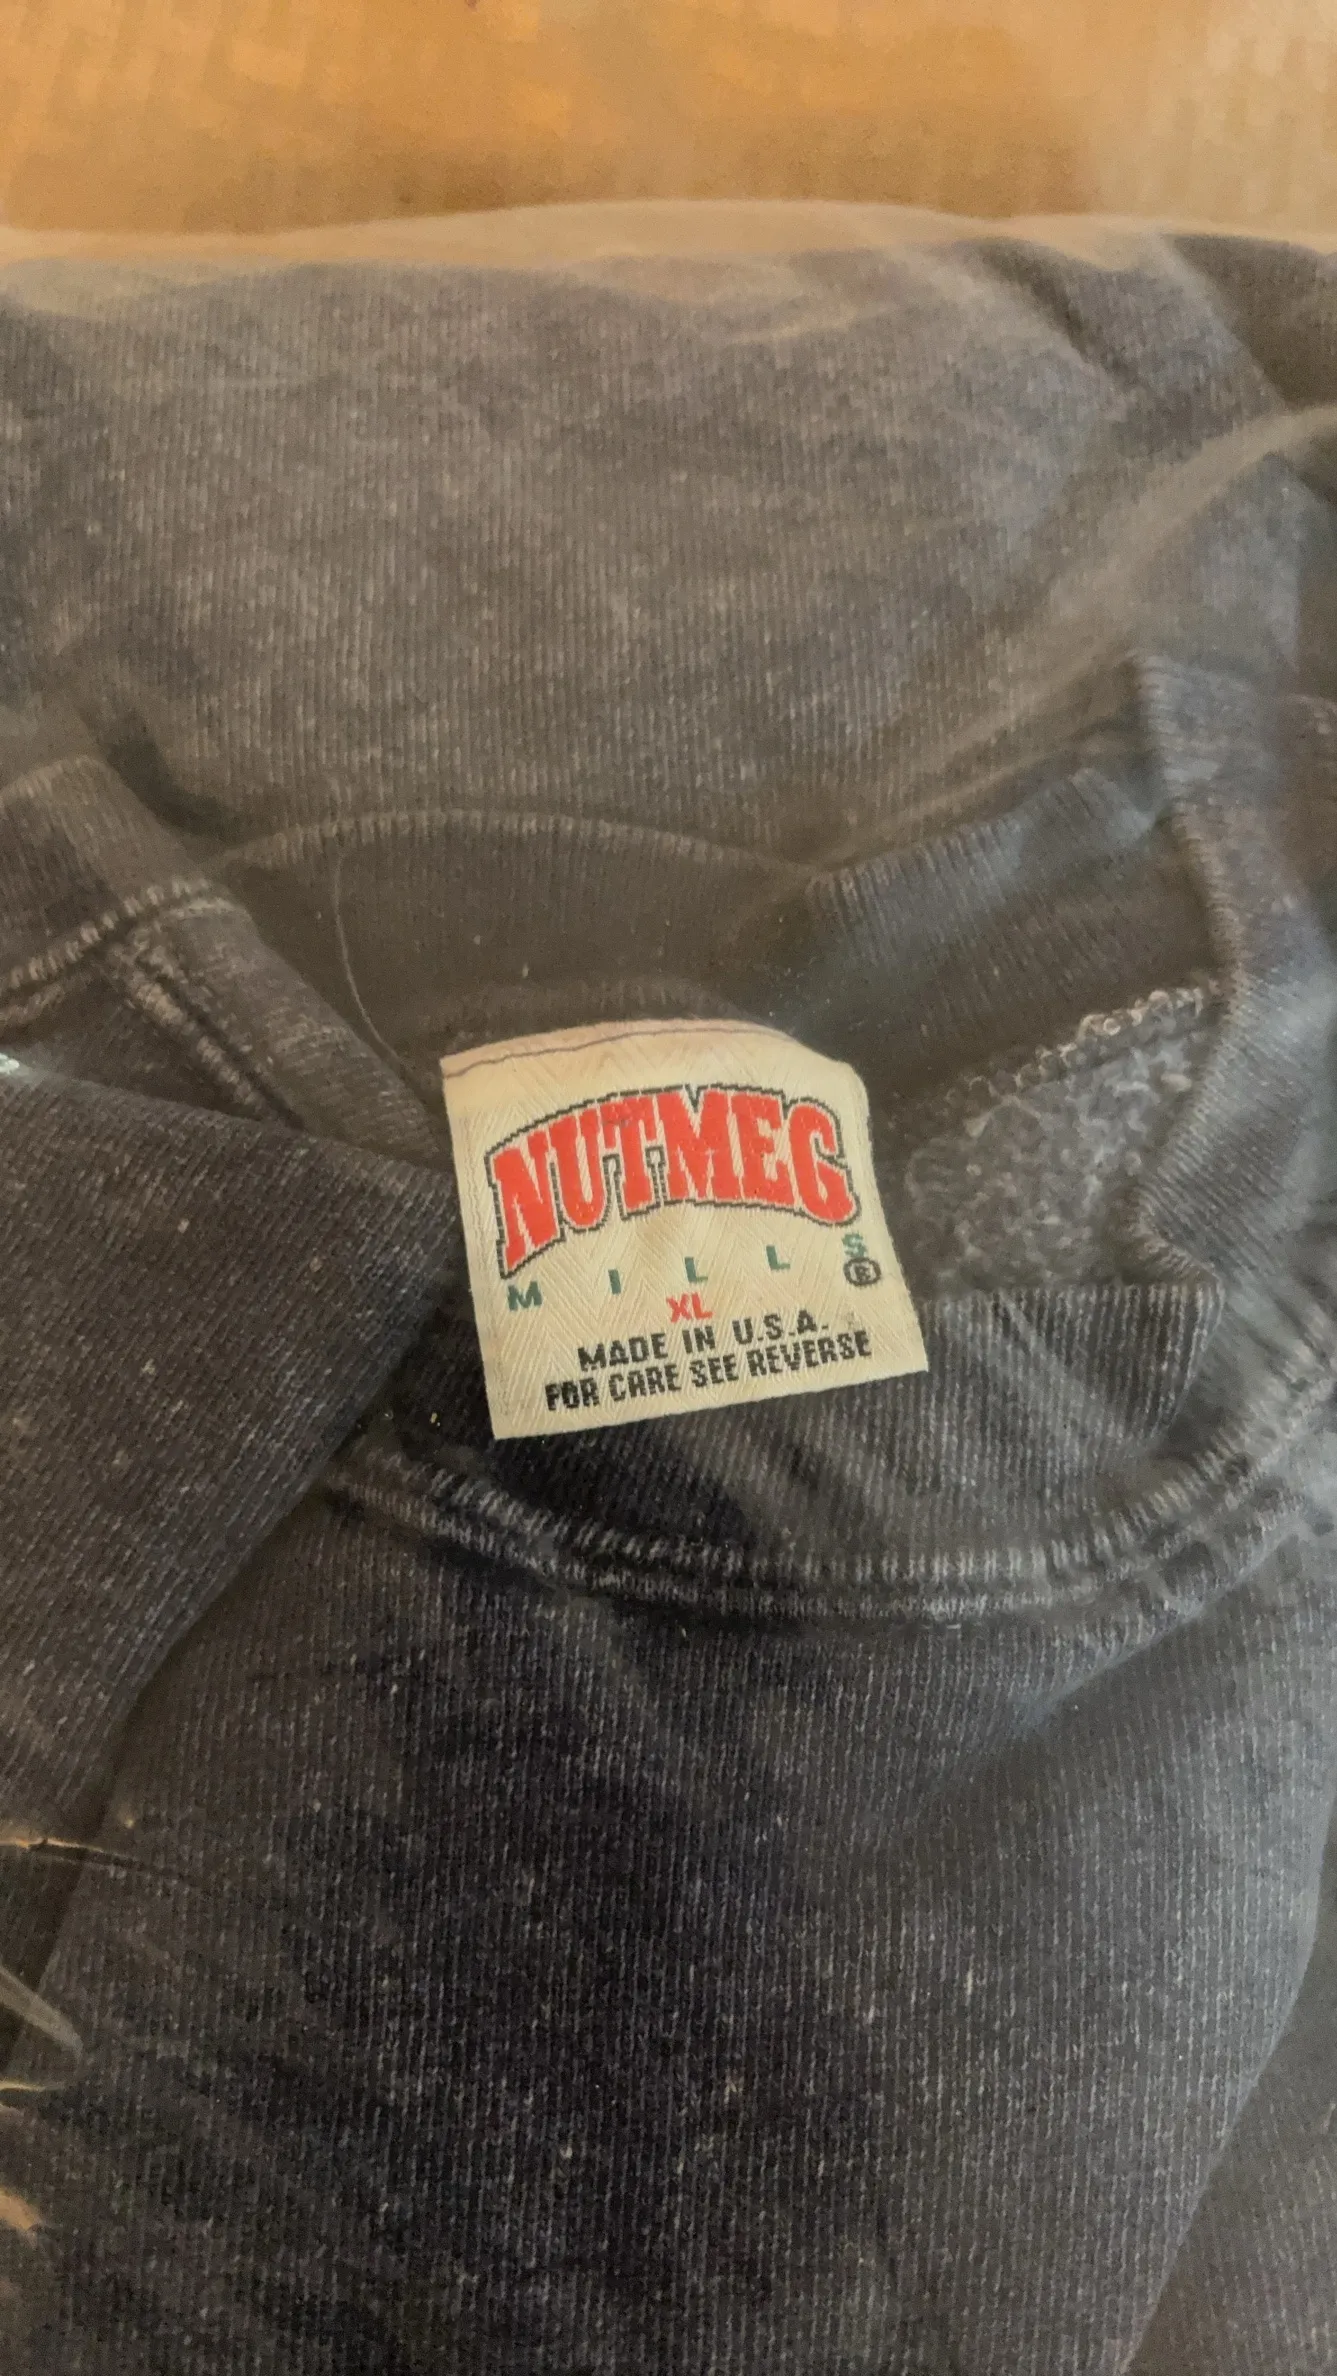 NUTMEG
MILLS ®
XL
MADE IN U.S.A.
FOR CARE SEE REVERSE